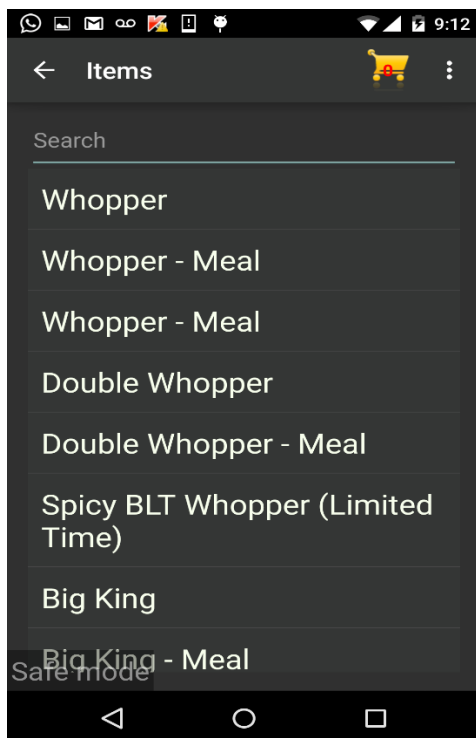 9:12
Items
0
Search
Whopper
Whopper - Meal
Whopper - Meal
Double Whopper
Double Whopper - Meal
Spicy BLT Whopper (Limited
Time)
Big King
Big King - Meal
Safe mode